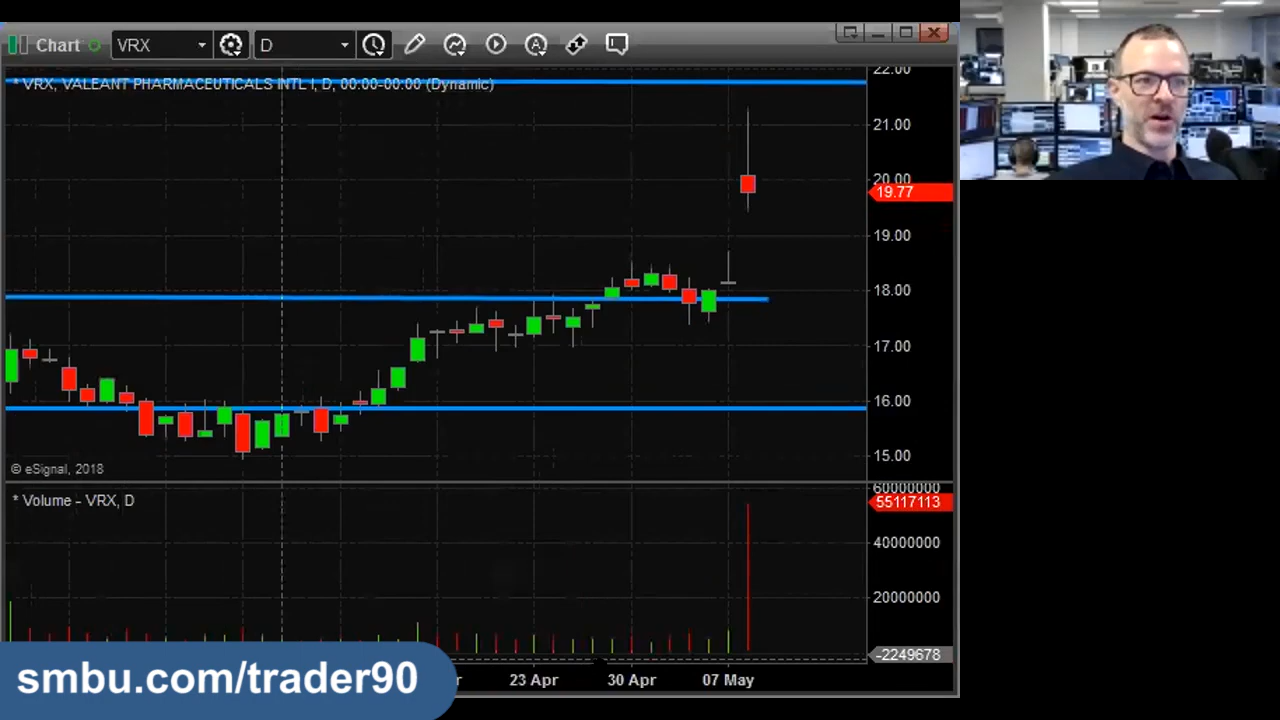 Chart VRX D
* VRX, VALEANT PHARMACEUTICALS INTL I, D, 00:00-00:00 (Dynamic)
22.00
21.00
20.00
19.77
19.00
18.00
17.00
16.00
15.00
© eSignal, 2018
* Volume - VRX, D
60000000
55117113
40000000
20000000
-2249678
23 Apr 30 Apr 07 May
smbu.com/trader90